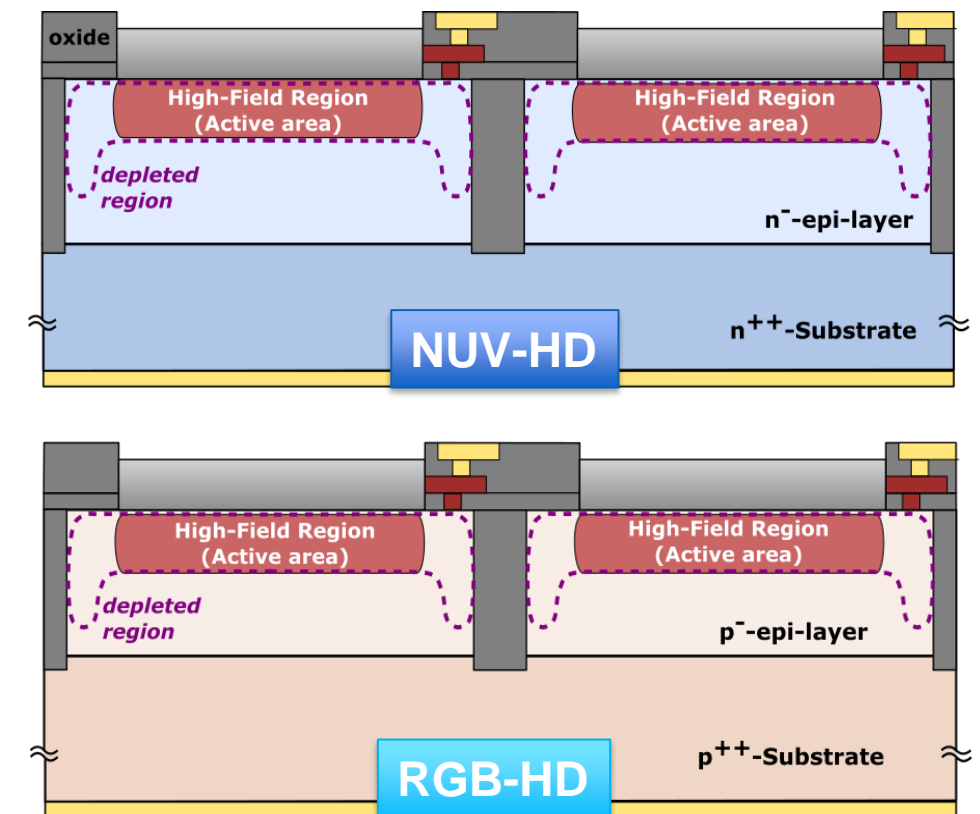 oxide
High-Field Region
(Active area)
High-Field Region
(Active area)
depleted
region
n⁻-epi-layer
n⁺⁺-Substrate
NUV-HD
High-Field Region
(Active area)
High-Field Region
(Active area)
depleted
region
p⁻-epi-layer
p⁺⁺-Substrate
RGB-HD